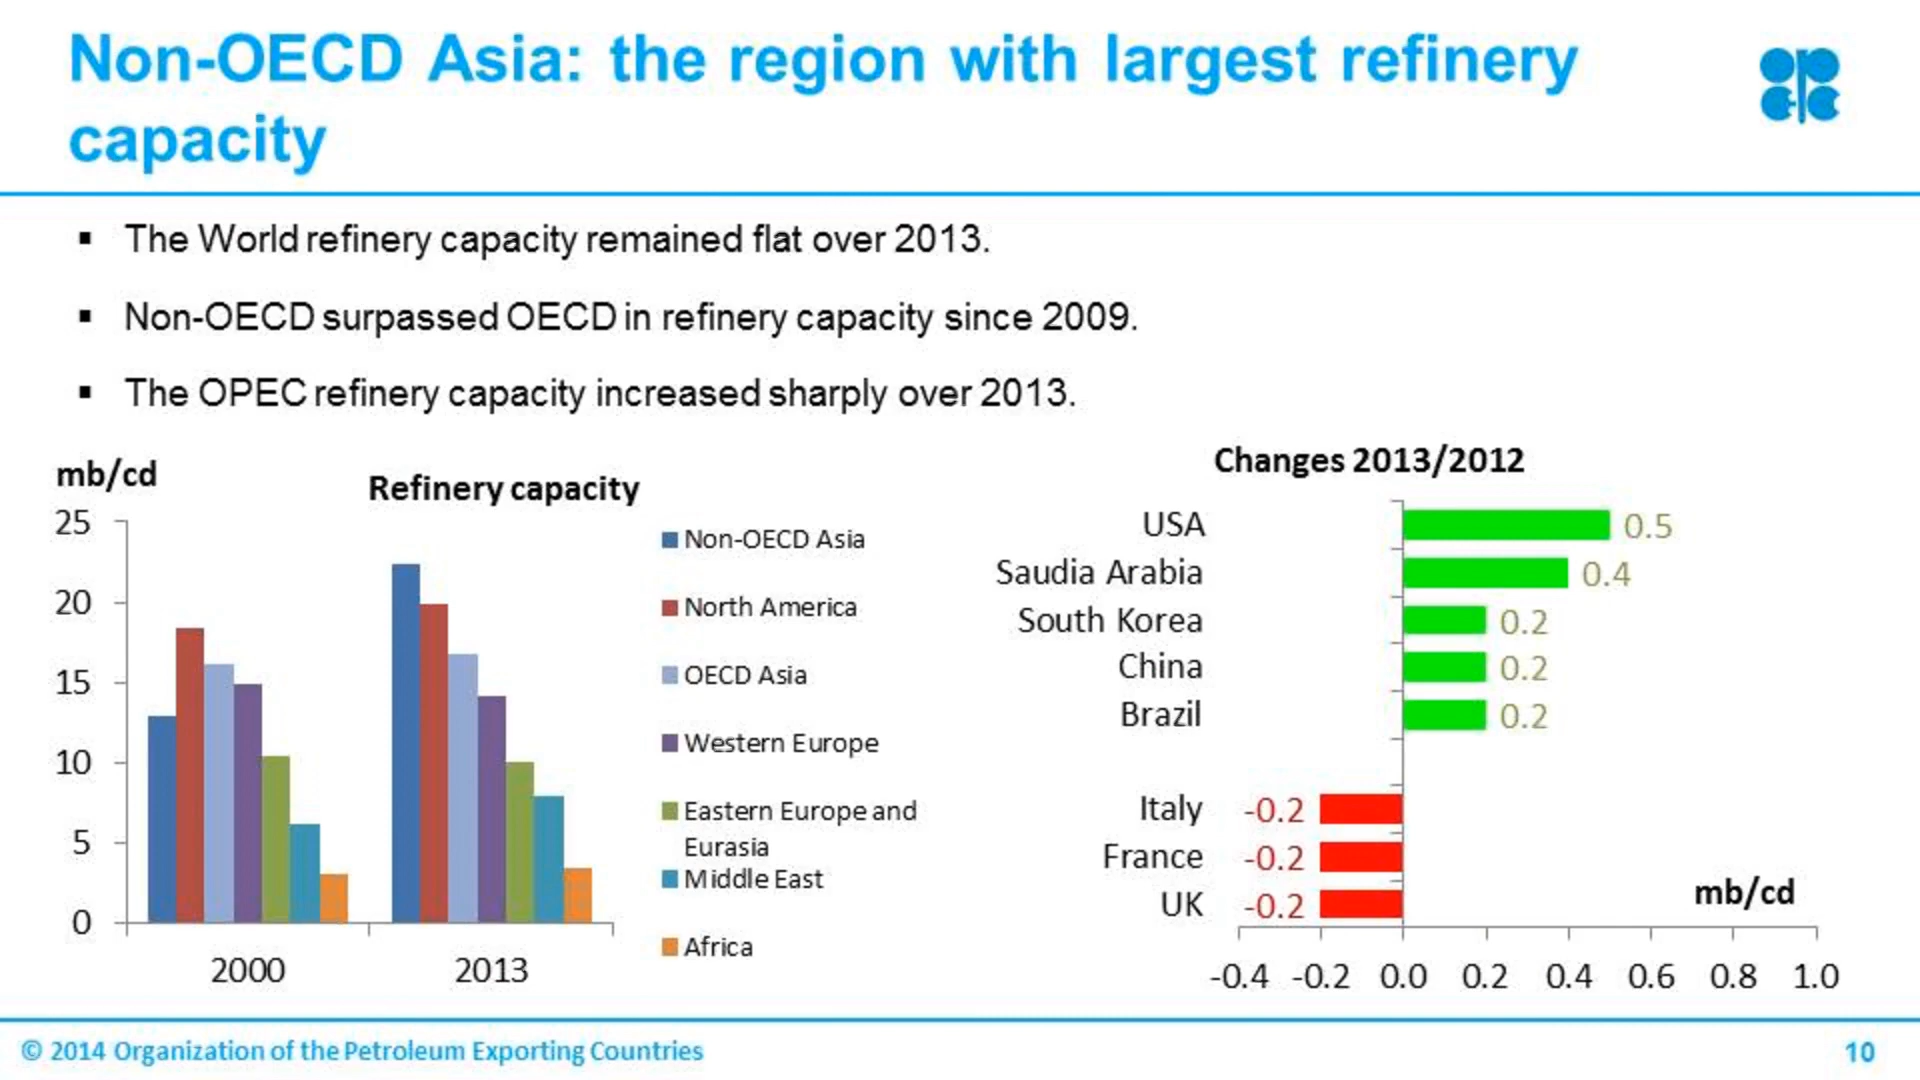 Non-OECD Asia: the region with largest refinery
capacity
▪ The World refinery capacity remained flat over 2013.
▪ Non-OECD surpassed OECD in refinery capacity since 2009.
▪ The OPEC refinery capacity increased sharply over 2013.
mb/cd
Refinery capacity
25
20
15
10
5
0
2000
2013
Non-OECD Asia
North America
OECD Asia
Western Europe
Eastern Europe and
Eurasia
Middle East
Africa
Changes 2013/2012
USA 0.5
Saudia Arabia 0.4
South Korea 0.2
China 0.2
Brazil 0.2
Italy -0.2
France -0.2
UK -0.2
mb/cd
-0.4 -0.2 0.0 0.2 0.4 0.6 0.8 1.0
© 2014 Organization of the Petroleum Exporting Countries
10